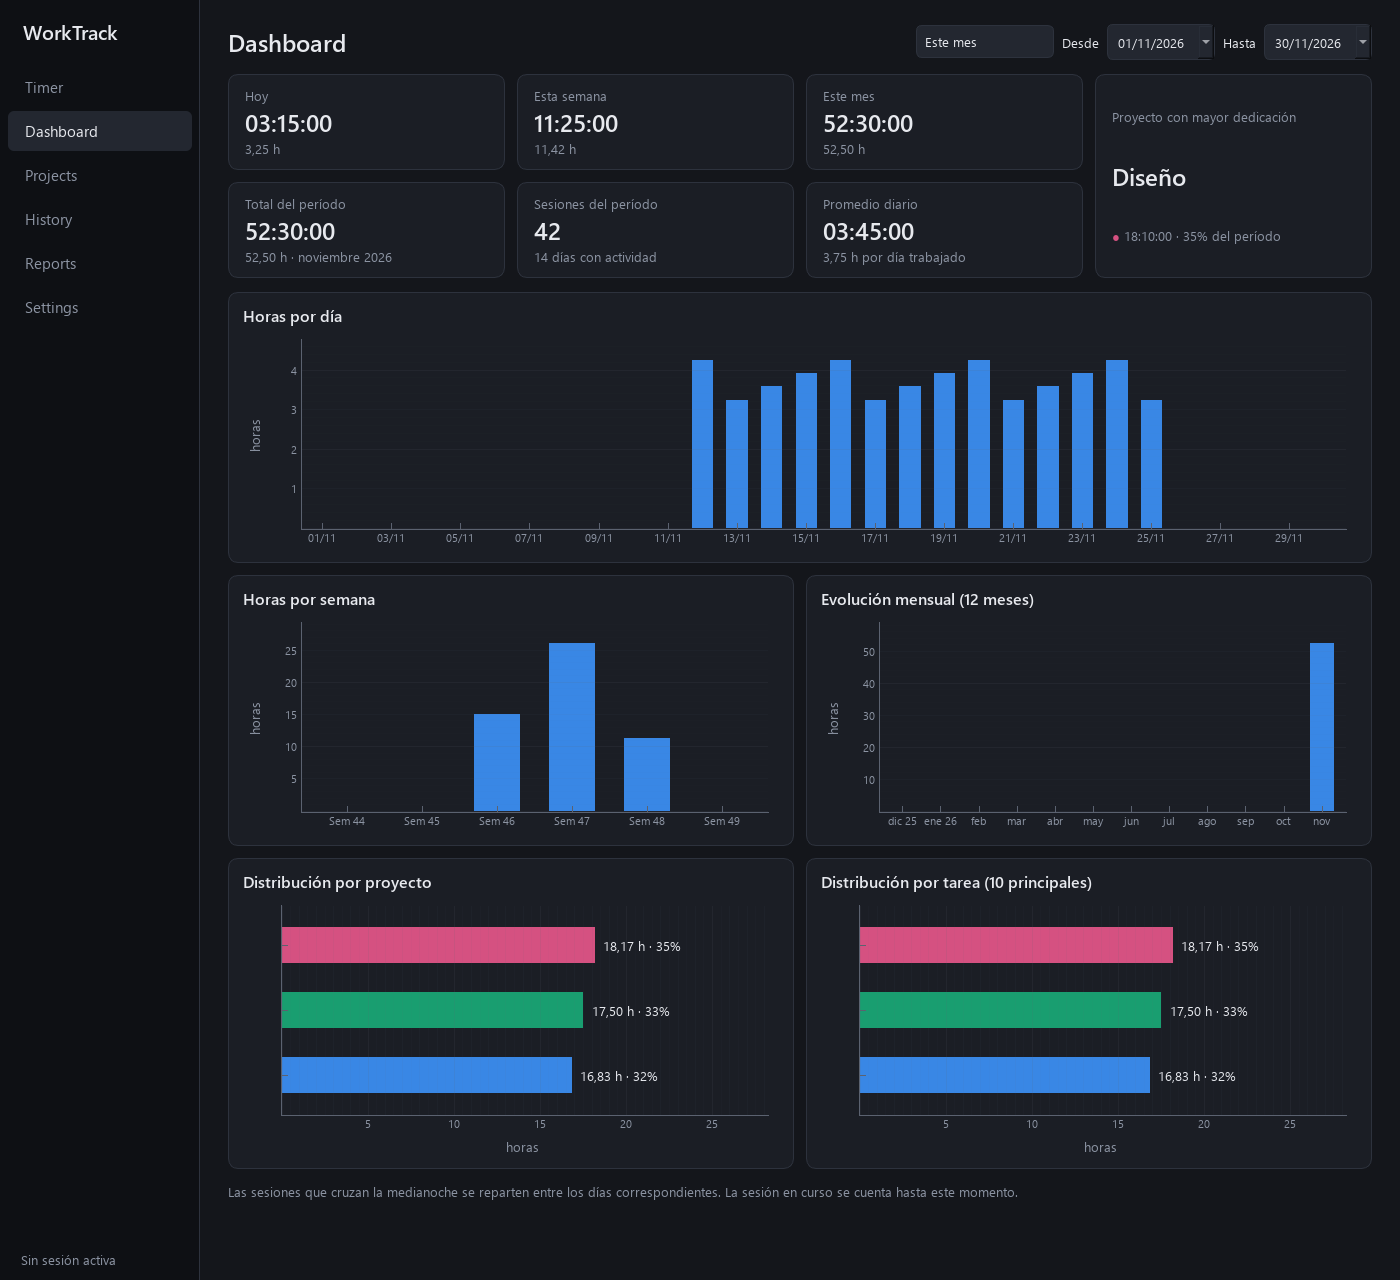 WorkTrack
Timer
Dashboard
Projects
History
Reports
Settings
Sin sesión activa
Dashboard
Este mes
Desde
01/11/2026
Hasta
30/11/2026
Hoy
03:15:00
3,25 h
Esta semana
11:25:00
11,42 h
Este mes
52:30:00
52,50 h
Proyecto con mayor dedicación
Diseño
● 18:10:00 · 35% del período
Total del período
52:30:00
52,50 h · noviembre 2026
Sesiones del período
42
14 días con actividad
Promedio diario
03:45:00
3,75 h por día trabajado
Horas por día
horas
4
3
2
1
01/11 03/11 05/11 07/11 09/11 11/11 13/11 15/11 17/11 19/11 21/11 23/11 25/11 27/11 29/11
Horas por semana
horas
25
20
15
10
5
Sem 44 Sem 45 Sem 46 Sem 47 Sem 48 Sem 49
Evolución mensual (12 meses)
horas
50
40
30
20
10
dic 25 ene 26 feb mar abr may jun jul ago sep oct nov
Distribución por proyecto
18,17 h · 35%
17,50 h · 33%
16,83 h · 32%
5 10 15 20 25
horas
Distribución por tarea (10 principales)
18,17 h · 35%
17,50 h · 33%
16,83 h · 32%
5 10 15 20 25
horas
Las sesiones que cruzan la medianoche se reparten entre los días correspondientes. La sesión en curso se cuenta hasta este momento.